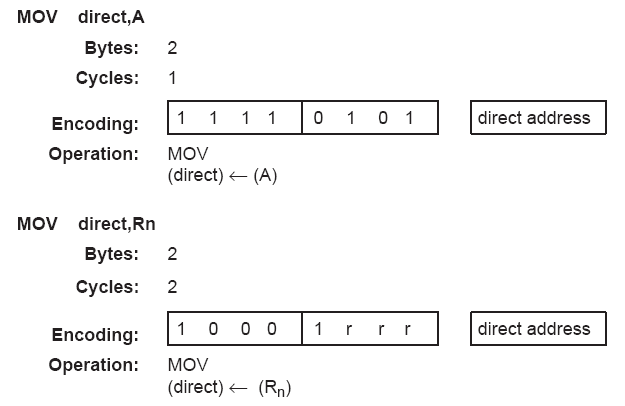 MOV direct,A
Bytes: 2
Cycles: 1
Encoding: 1 1 1 1 0 1 0 1 direct address
Operation: MOV
(direct) ← (A)
MOV direct,Rn
Bytes: 2
Cycles: 2
Encoding: 1 0 0 0 1 r r r direct address
Operation: MOV
(direct) ← (Rn)